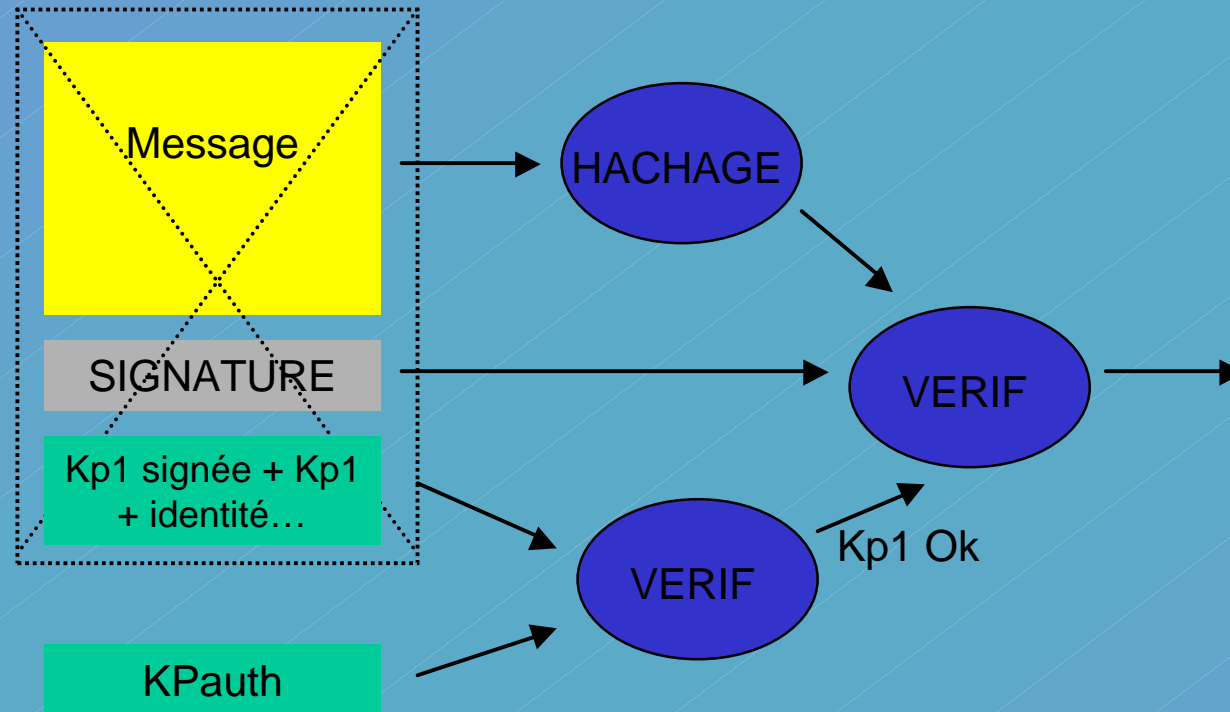 Message
HACHAGE
SIGNATURE
VERIF
Kp1 signée + Kp1
+ identité…
Kp1 Ok
VERIF
KPauth